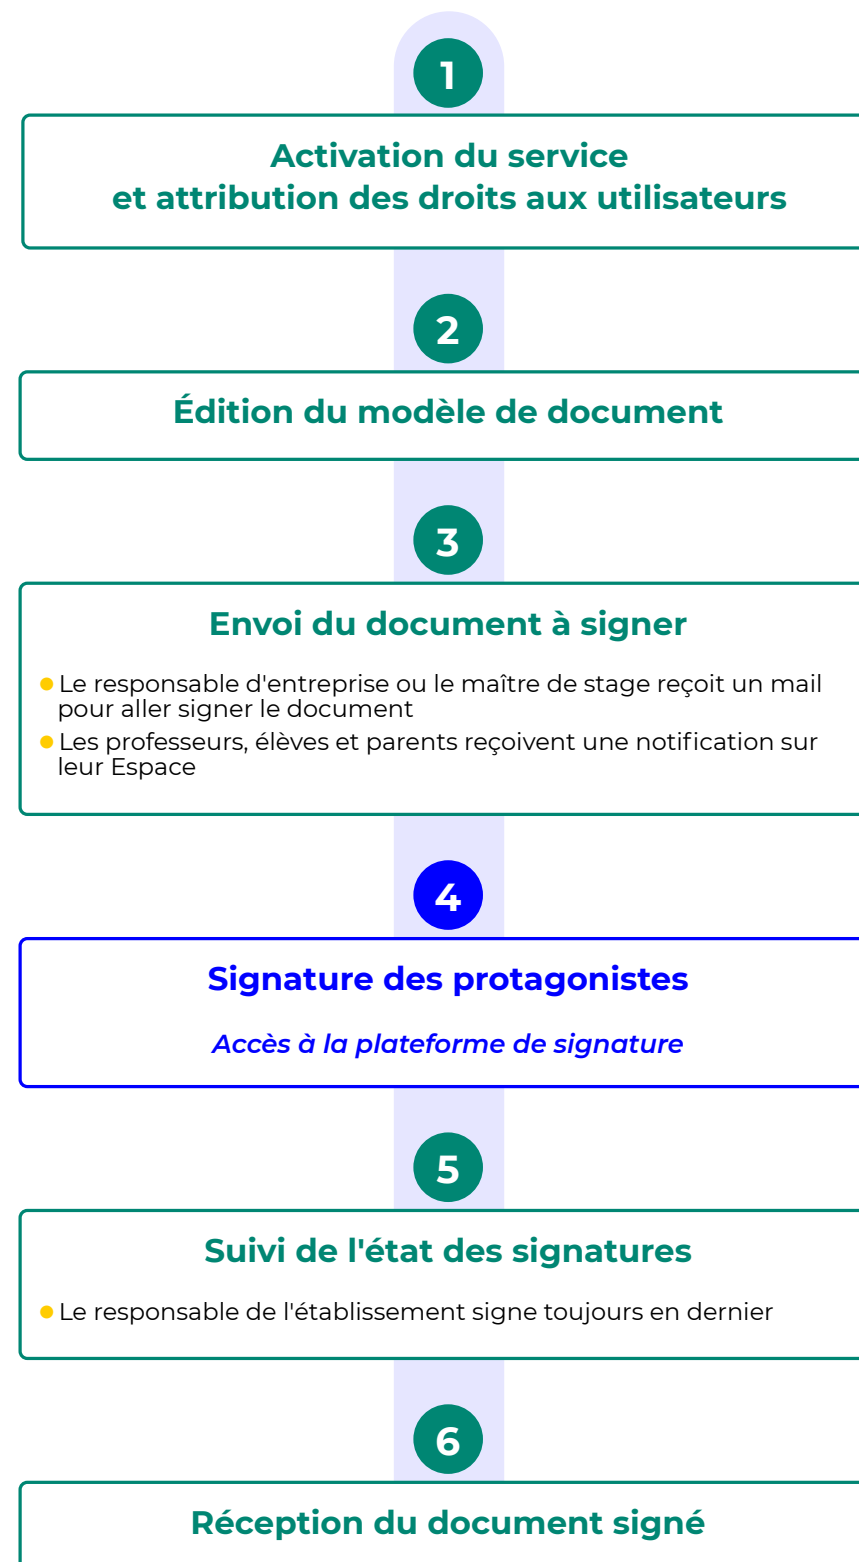 1
Activation du service
et attribution des droits aux utilisateurs
2
Édition du modèle de document
3
Envoi du document à signer
Le responsable d'entreprise ou le maître de stage reçoit un mail
pour aller signer le document
Les professeurs, élèves et parents reçoivent une notification sur
leur Espace
4
Signature des protagonistes
Accès à la plateforme de signature
5
Suivi de l'état des signatures
Le responsable de l'établissement signe toujours en dernier
6
Réception du document signé